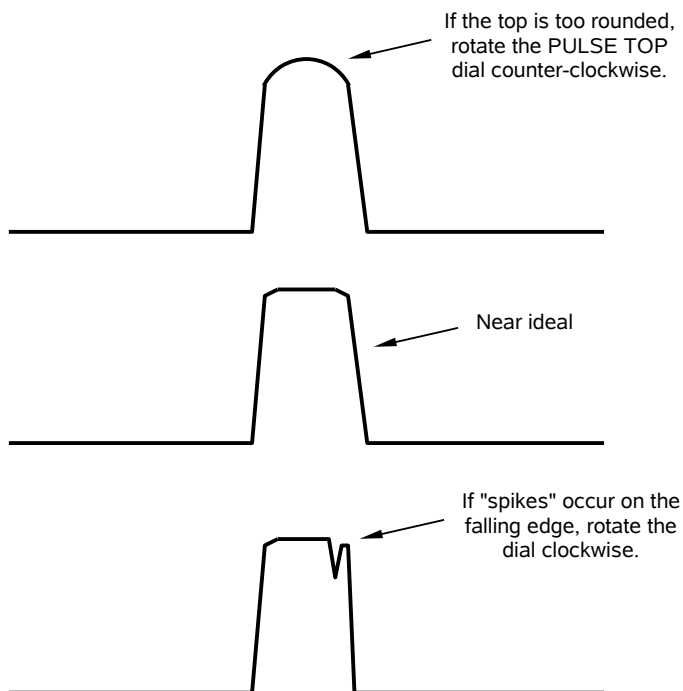 If the top is too rounded,
rotate the PULSE TOP
dial counter-clockwise.
Near ideal
If "spikes" occur on the
falling edge, rotate the
dial clockwise.